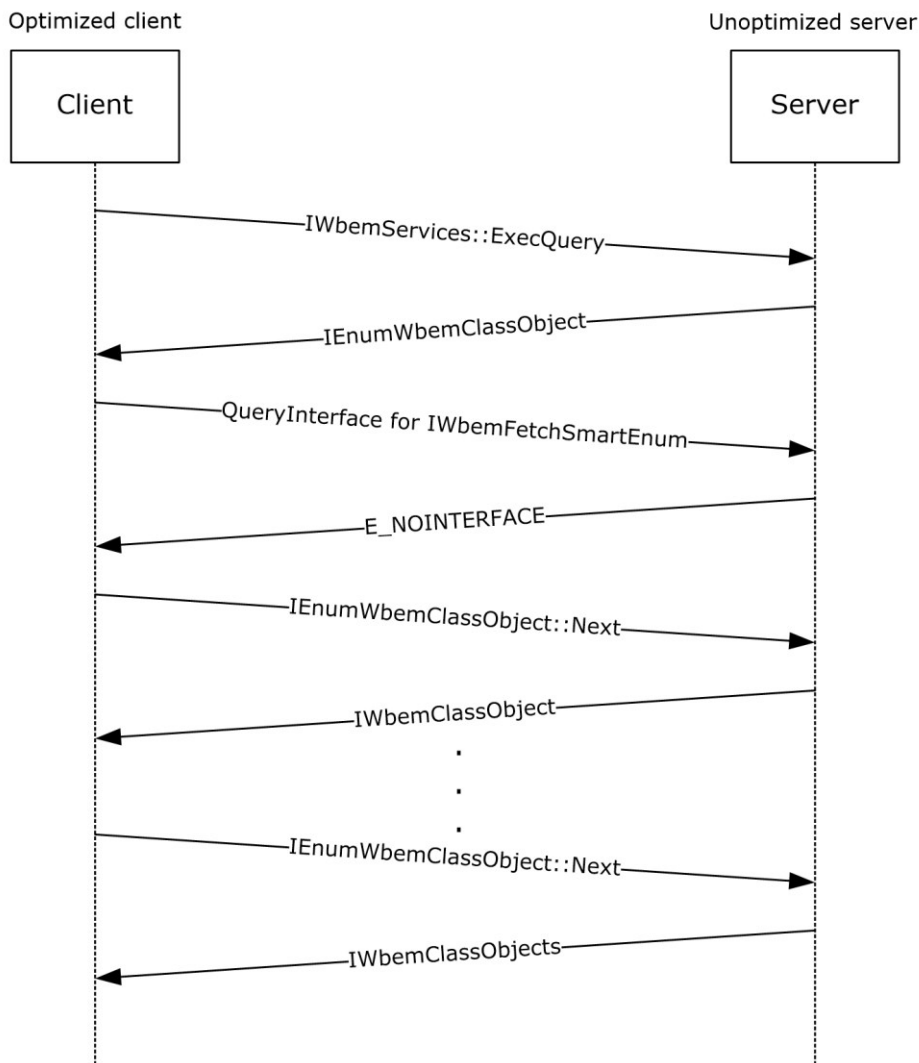 Optimized client
Unoptimized server
Client
Server
IWbemServices::ExecQuery
IEnumWbemClassObject
QueryInterface for IWbemFetchSmartEnum
E_NOINTERFACE
IEnumWbemClassObject::Next
IWbemClassObject
.
.
.
IEnumWbemClassObject::Next
IWbemClassObjects